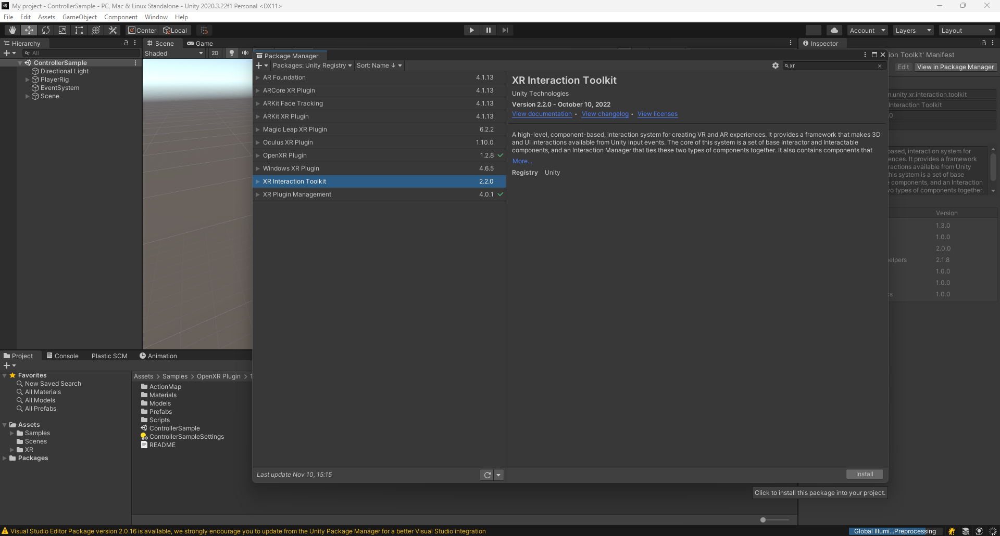 My project - ControllerSample - PC, Mac & Linux Standalone - Unity 2020.3.22f1 Personal <DX11>
File Edit Assets GameObject Component Window Help
Center Local Account Layers Layout
Hierarchy
All
ControllerSample
Directional Light
PlayerRig
EventSystem
Scene
Scene Game
Shaded 2D
Package Manager
Packages: Unity Registry Sort: Name ↓
xr
AR Foundation 4.1.13
ARCore XR Plugin 4.1.13
ARKit Face Tracking 4.1.13
ARKit XR Plugin 4.1.13
Magic Leap XR Plugin 6.2.2
Oculus XR Plugin 1.10.0
OpenXR Plugin 1.2.8
Windows XR Plugin 4.6.5
XR Interaction Toolkit 2.2.0
XR Plugin Management 4.0.1
Last update Nov 10, 15:15
XR Interaction Toolkit
Unity Technologies
Version 2.2.0 - October 10, 2022
View documentation • View changelog • View licenses
A high-level, component-based, interaction system for creating VR and AR experiences. It provides a framework that makes 3D
and UI interactions available from Unity input events. The core of this system is a set of base Interactor and Interactable
components, and an Interaction Manager that ties these two types of components together. It also contains components that
More...
Registry Unity
Install
Click to install this package into your project.
Inspector
ion Toolkit' Manifest
Edit View in Package Manager
.unity.xr.interaction.toolkit
Interaction Toolkit
.0
based, interaction system for
ences. It provides a framework
ractions available from Unity
his system is a set of base
components, and an Interaction
wo types of components together.
Version
1.3.0
1.0.0
2.0.0
elpers 2.1.8
1.0.0
1.0.0
cs 1.0.0
Project Console Plastic SCM Animation
Favorites
New Saved Search
All Materials
All Models
All Prefabs
Assets
Samples
Scenes
XR
Packages
Assets > Samples > OpenXR Plugin > 1
ActionMap
Materials
Models
Prefabs
Scripts
ControllerSample
ControllerSampleSettings
README
Visual Studio Editor Package version 2.0.16 is available, we strongly encourage you to update from the Unity Package Manager for a better Visual Studio integration
Global Illumi...Preprocessing